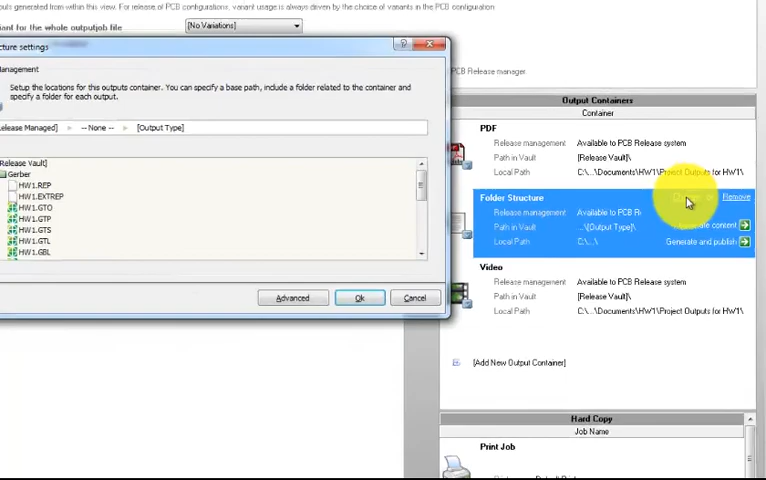 uts generated from within this view. For release of PCB configurations, variant usage is always driven by the choice of variants in the PCB configuration
ant for the whole outputjob file
[No Variations]
PCB Release manager
cture settings
Management
Setup the locations for this outputs container. You can specify a base path, include a folder related to the container and
specify a folder for each output.
elease Managed]
-- None --
[Output Type]
Release Vault]
Gerber
HW1.REP
HW1.EXTREP
HW1.GTO
HW1.GTP
HW1.GTS
HW1.GTL
HW1.GBL
Advanced
Ok
Cancel
Output Containers
Container
PDF
Release management
Available to PCB Release system
Path in Vault
[Release Vault]\
Local Path
C:\...\Documents\HW1\Project Outputs for HW1\
Folder Structure
or
Remove
Release management
Available to PCB R
content
Path in Vault
...\[Output Type]\
Local Path
C:\...\
Generate and publish
Video
Release management
Available to PCB Release system
Path in Vault
[Release Vault]\
Local Path
C:\...\Documents\HW1\Project Outputs for HW1\
[Add New Output Container]
Hard Copy
Job Name
Print Job